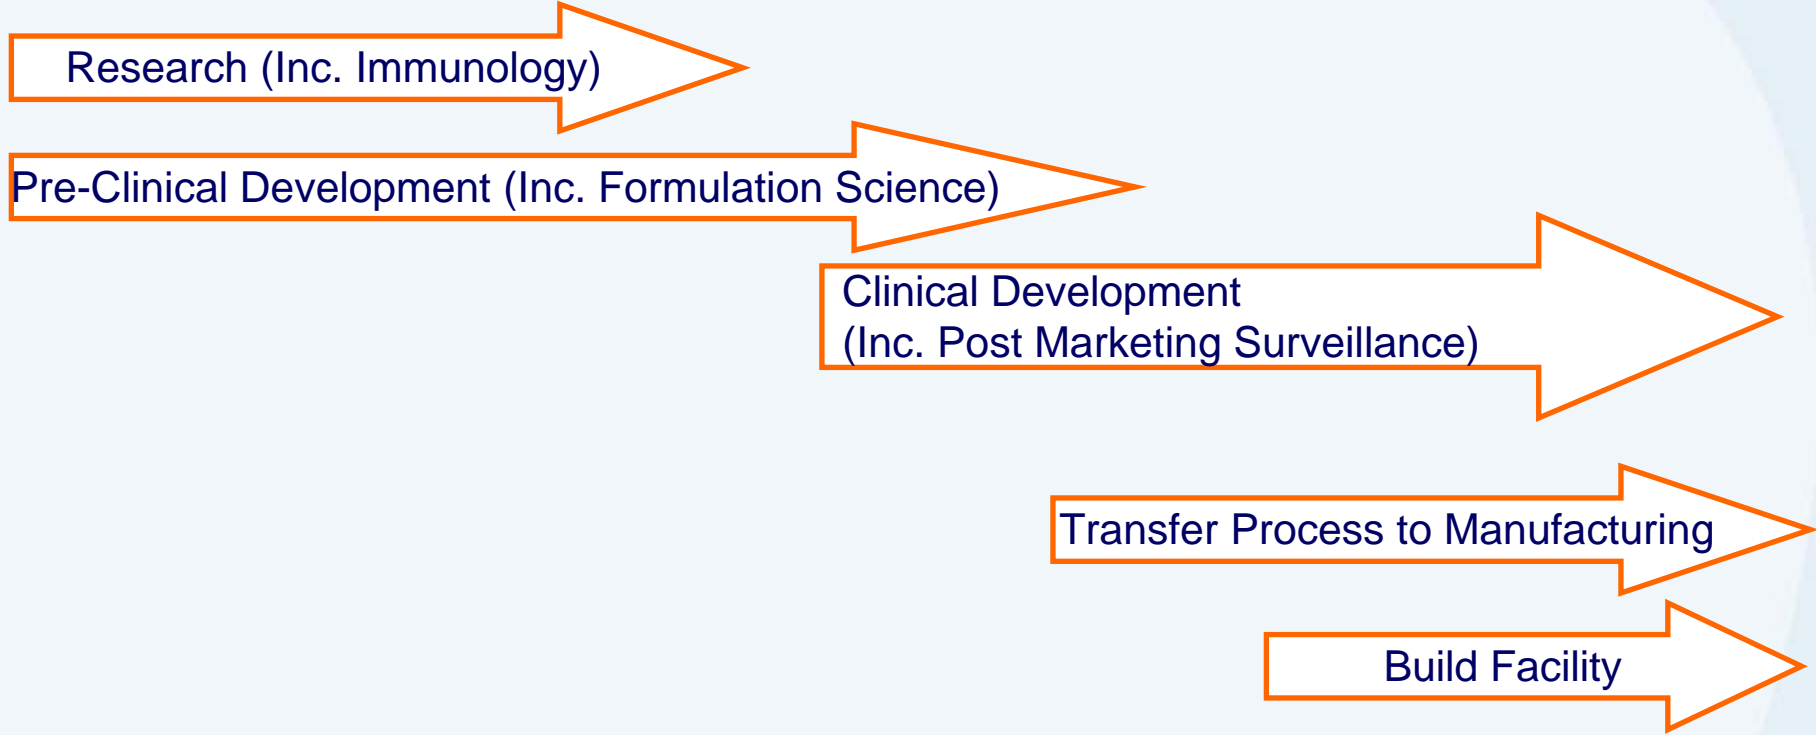 Research (Inc. Immunology)
Pre-Clinical Development (Inc. Formulation Science)
Clinical Development
(Inc. Post Marketing Surveillance)
Transfer Process to Manufacturing
Build Facility